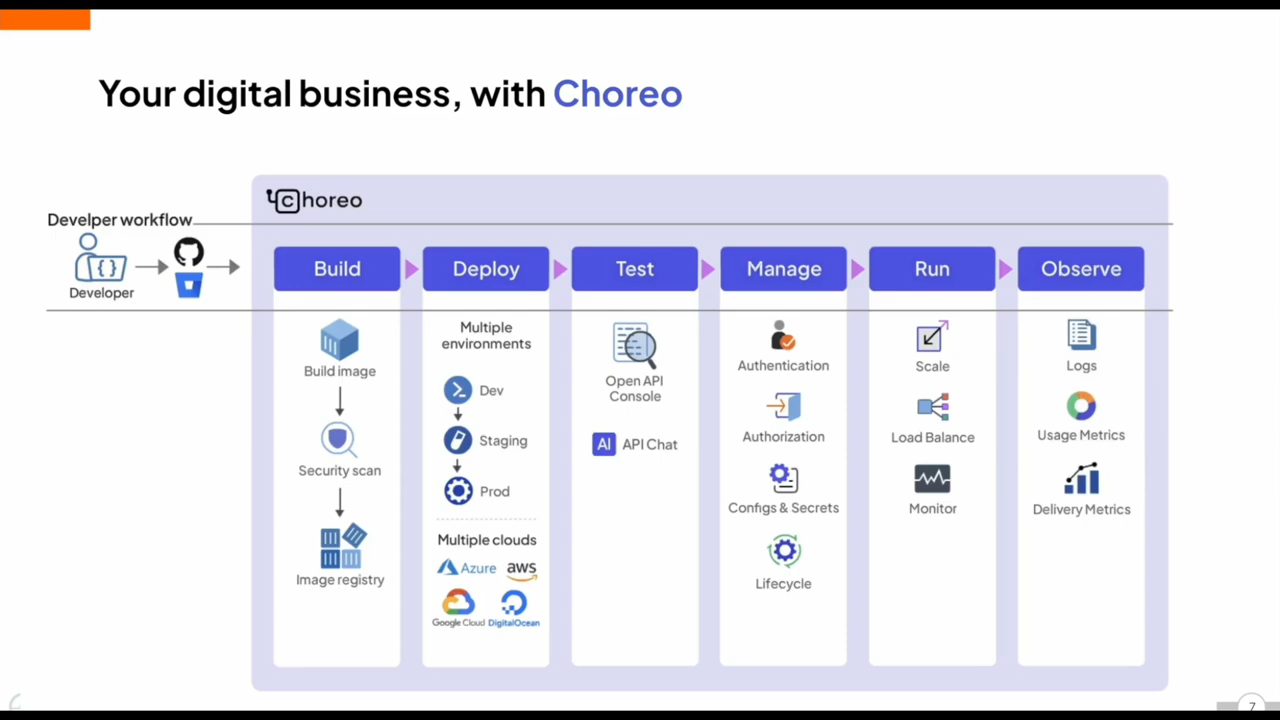 Your digital business, with Choreo
choreo
Develper workflow
Developer
Build
Deploy
Test
Manage
Run
Observe
Build image
Security scan
Image registry
Multiple
environments
Dev
Staging
Prod
Multiple clouds
Azure
aws
Google Cloud
DigitalOcean
Open API
Console
AI API Chat
Authentication
Authorization
Configs & Secrets
Lifecycle
Scale
Load Balance
Monitor
Logs
Usage Metrics
Delivery Metrics
7